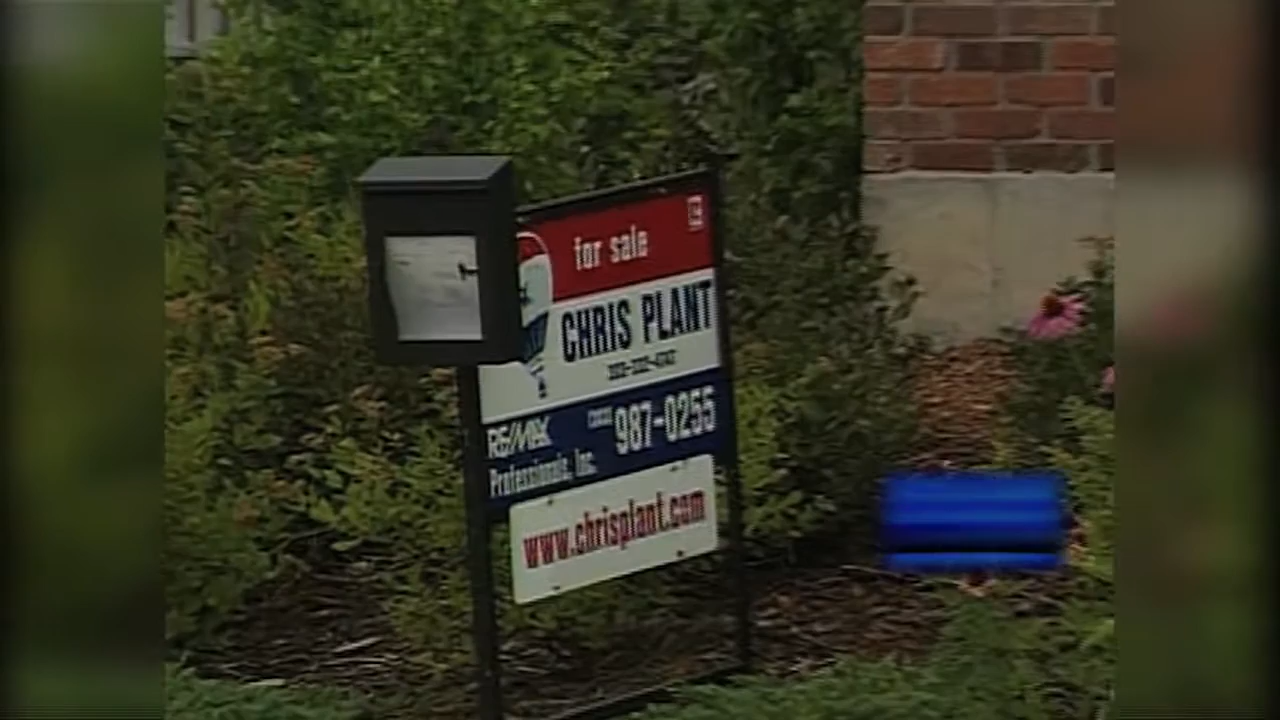 for sale
CHRIS PLANT
RE/MAX 987-0255
Professionals, Inc.
www.chrisplant.com